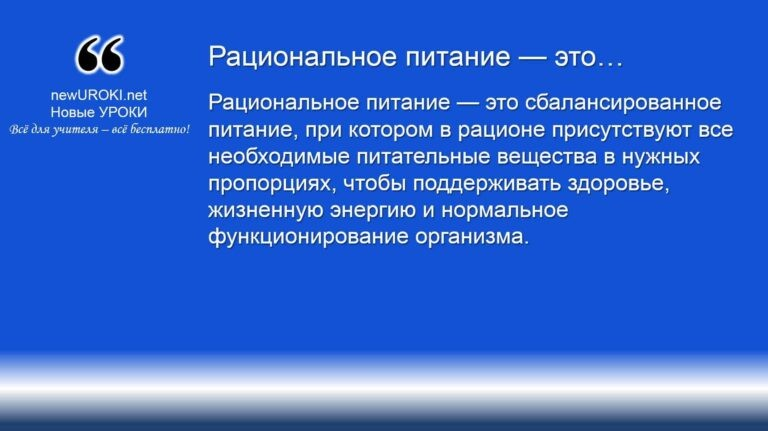 ❝
newUROKI.net
Новые УРОКИ
Всё для учителя – всё бесплатно!
Рациональное питание — это…
Рациональное питание — это сбалансированное
питание, при котором в рационе присутствуют все
необходимые питательные вещества в нужных
пропорциях, чтобы поддерживать здоровье,
жизненную энергию и нормальное
функционирование организма.